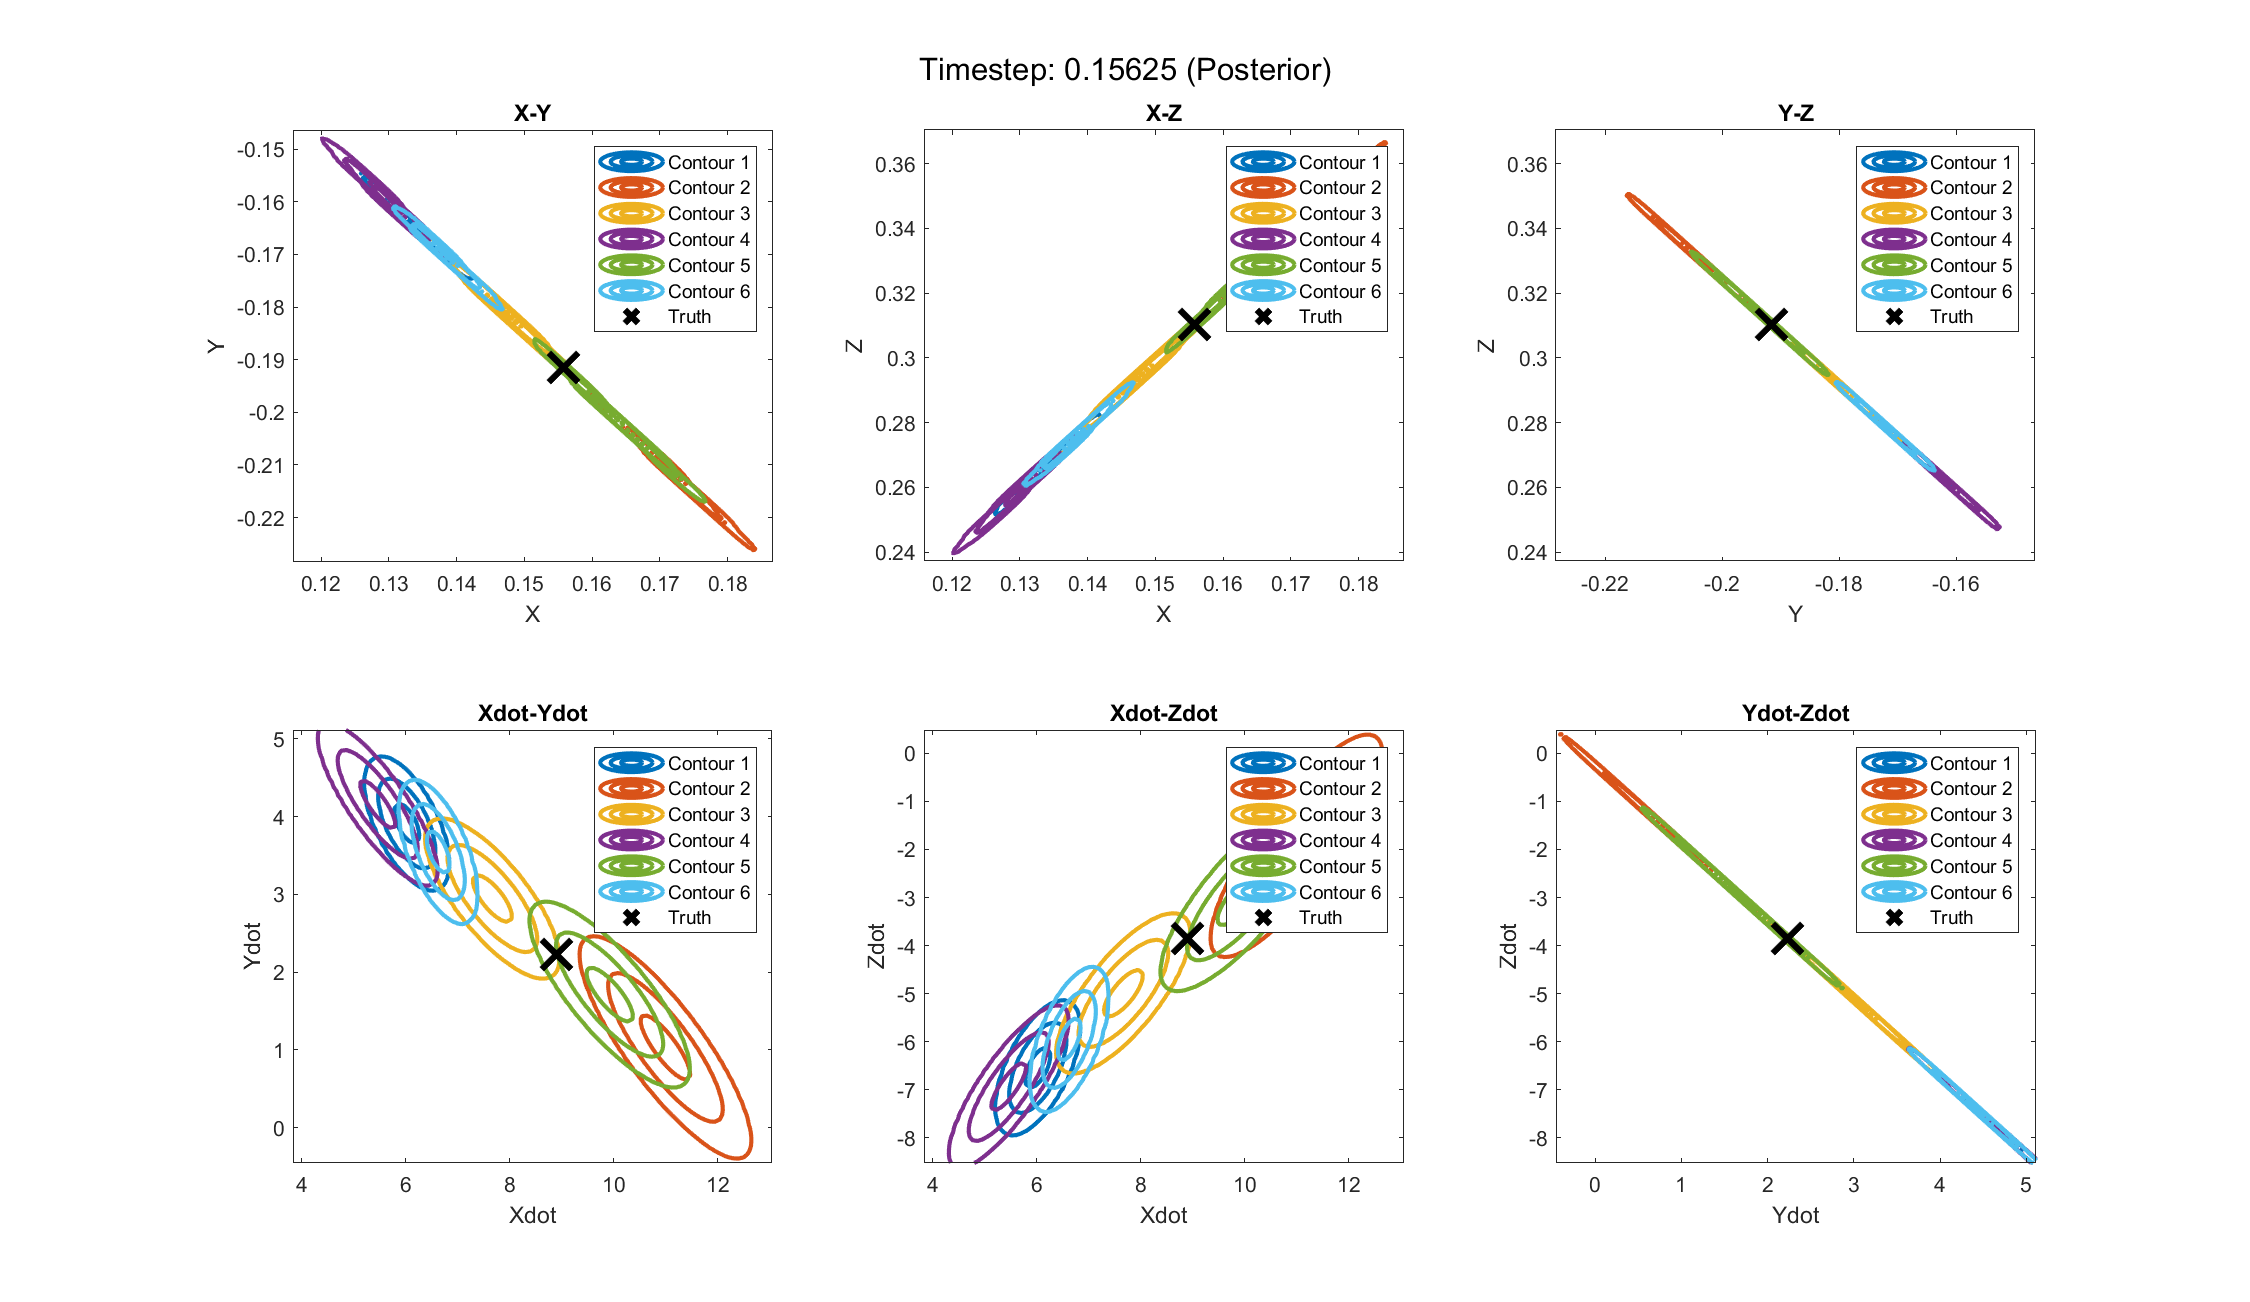 Timestep: 0.15625 (Posterior)
X-Y
-0.15
-0.16
-0.17
-0.18
-0.19
-0.2
-0.21
-0.22
Y
0.12 0.13 0.14 0.15 0.16 0.17 0.18
X
Contour 1
Contour 2
Contour 3
Contour 4
Contour 5
Contour 6
Truth
X-Z
0.36
0.34
0.32
0.3
0.28
0.26
0.24
Z
0.12 0.13 0.14 0.15 0.16 0.17 0.18
X
Contour 1
Contour 2
Contour 3
Contour 4
Contour 5
Contour 6
Truth
Y-Z
0.36
0.34
0.32
0.3
0.28
0.26
0.24
Z
-0.22 -0.2 -0.18 -0.16
Y
Contour 1
Contour 2
Contour 3
Contour 4
Contour 5
Contour 6
Truth
Xdot-Ydot
5
4
3
2
1
0
Ydot
4 6 8 10 12
Xdot
Contour 1
Contour 2
Contour 3
Contour 4
Contour 5
Contour 6
Truth
Xdot-Zdot
0
-1
-2
-3
-4
-5
-6
-7
-8
Zdot
4 6 8 10 12
Xdot
Contour 1
Contour 2
Contour 3
Contour 4
Contour 5
Contour 6
Truth
Ydot-Zdot
0
-1
-2
-3
-4
-5
-6
-7
-8
Zdot
0 1 2 3 4 5
Ydot
Contour 1
Contour 2
Contour 3
Contour 4
Contour 5
Contour 6
Truth